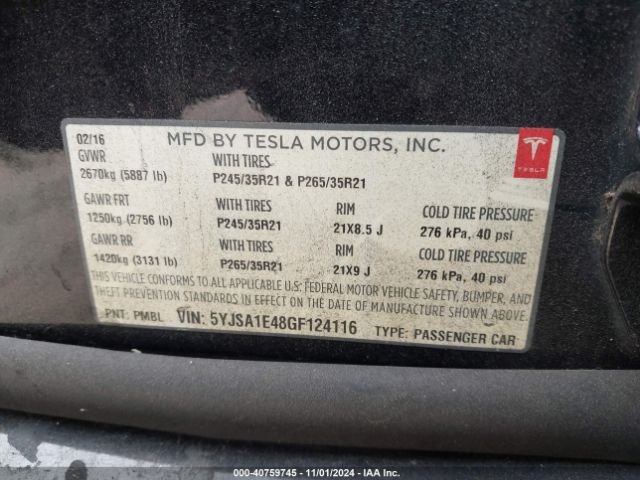 02/16 MFD BY TESLA MOTORS, INC.
GVWR WITH TIRES
2670kg (5887 lb) P245/35R21 & P265/35R21
TESLA
GAWR FRT WITH TIRES RIM COLD TIRE PRESSURE
1250kg (2756 lb) P245/35R21 21X8.5 J 276 kPa, 40 psi
GAWR RR WITH TIRES RIM COLD TIRE PRESSURE
1420kg (3131 lb) P265/35R21 21X9 J 276 kPa, 40 psi
THIS VEHICLE CONFORMS TO ALL APPLICABLE U.S. FEDERAL MOTOR VEHICLE SAFETY, BUMPER, AND
THEFT PREVENTION STANDARDS IN EFFECT ON THE DATE OF MANUFACTURE SHOWN ABOVE.
PNT: PMBL VIN: 5YJSA1E48GF124116 TYPE: PASSENGER CAR
000-40759745 - 11/01/2024 - IAA Inc.